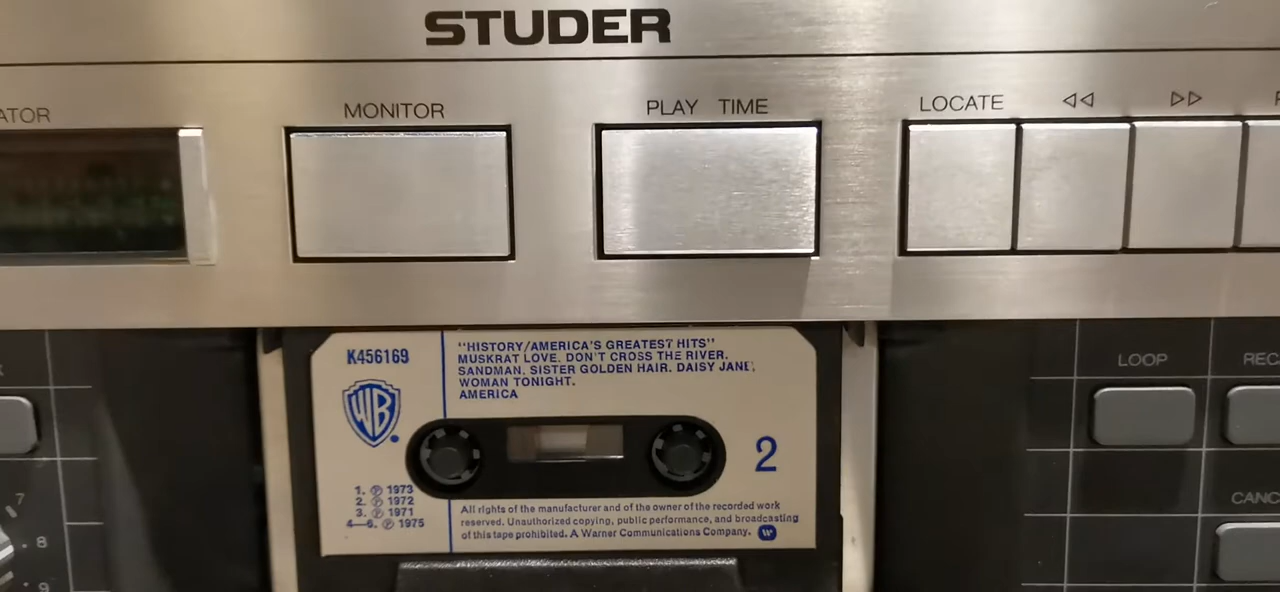 STUDER
MONITOR
PLAY TIME
LOCATE
K456169
"HISTORY/AMERICA'S GREATEST HITS"
MUSKRAT LOVE. DON'T CROSS THE RIVER.
SANDMAN. SISTER GOLDEN HAIR. DAISY JANE.
WOMAN TONIGHT.
AMERICA
WB
2
1. ℗ 1973
2. ℗ 1972
3. ℗ 1971
4—6. ℗ 1975
All rights of the manufacturer and of the owner of the recorded work
reserved. Unauthorized copying, public performance, and broadcasting
of this tape prohibited. A Warner Communications Company.
LOOP
7
8
9